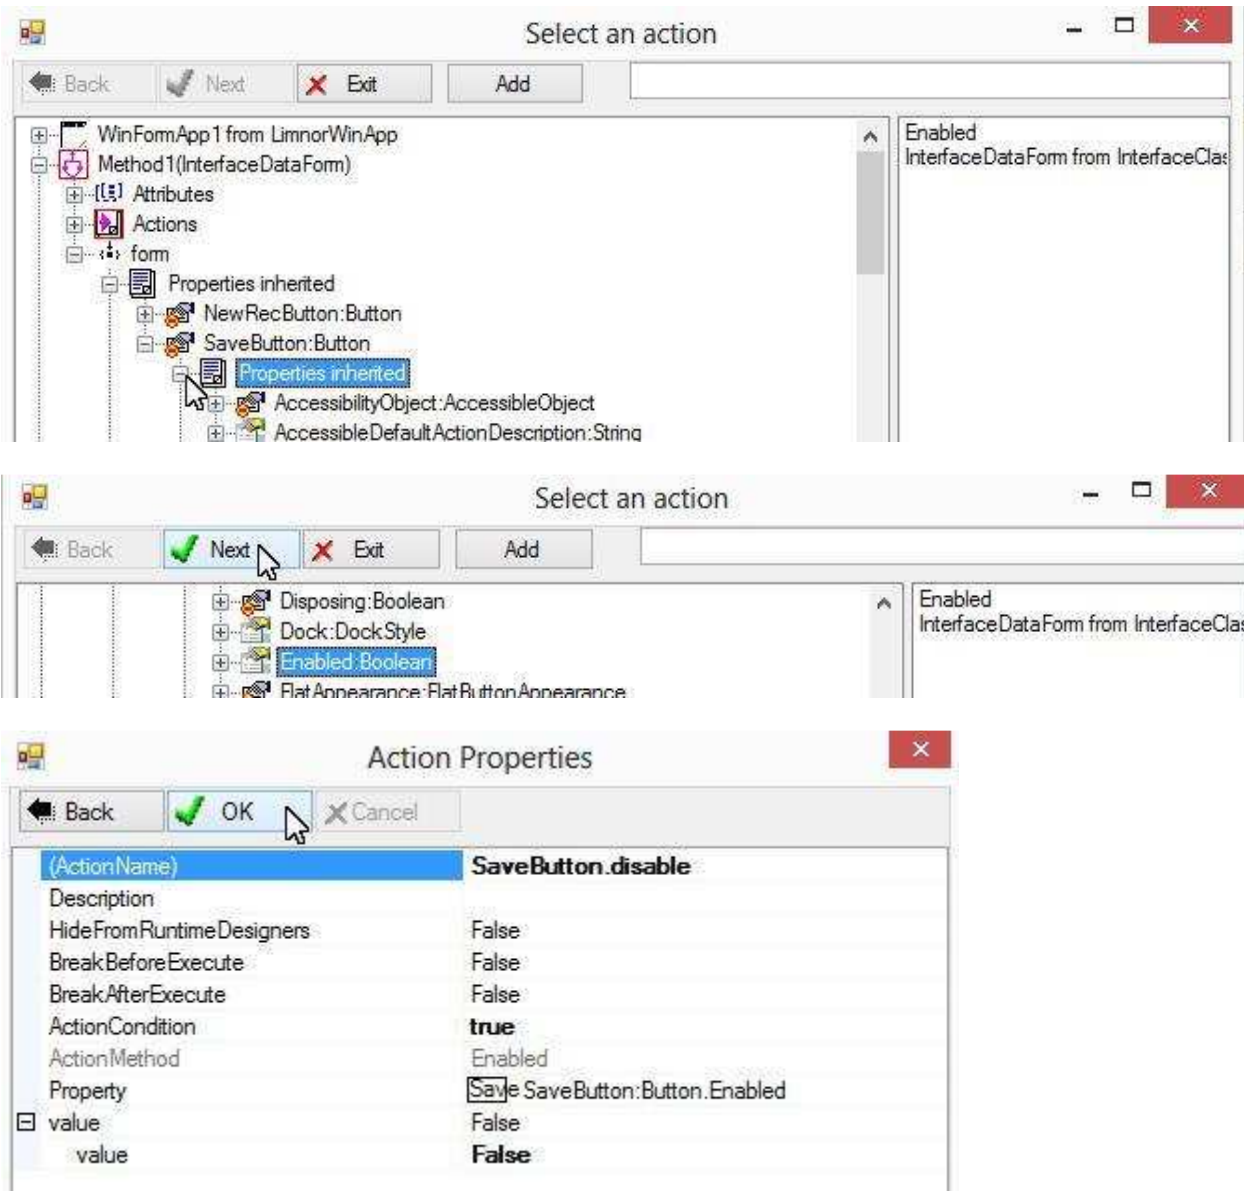 Select an action
Back Next Exit Add
WinFormApp1 from LimnorWinApp
Method1(InterfaceDataForm)
Attributes
Actions
form
Properties inherited
NewRecButton:Button
SaveButton:Button
Properties inherited
AccessibilityObject:AccessibleObject
AccessibleDefaultActionDescription:String
Enabled
InterfaceDataForm from InterfaceClas
Select an action
Back Next Exit Add
Disposing:Boolean
Dock:DockStyle
Enabled:Boolean
FlatAppearance:FlatButtonAppearance
Enabled
InterfaceDataForm from InterfaceClas
Action Properties
Back OK Cancel
(ActionName) SaveButton.disable
Description
HideFromRuntimeDesigners False
BreakBeforeExecute False
BreakAfterExecute False
ActionCondition true
ActionMethod Enabled
Property Save SaveButton:Button.Enabled
value False
value False